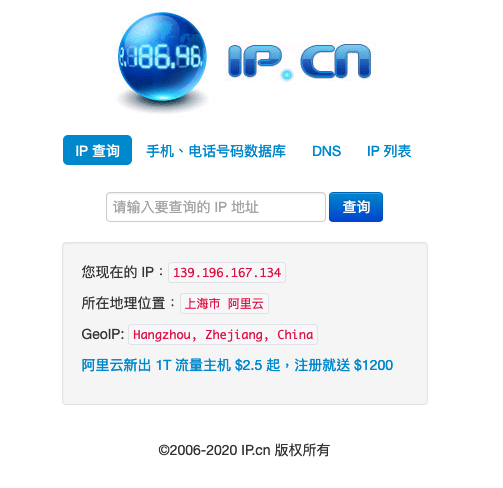 2.186.46.
IP.CN
IP 查询 手机、电话号码数据库 DNS IP 列表
请输入要查询的 IP 地址 查询
您现在的 IP：139.196.167.134
所在地理位置：上海市 阿里云
GeoIP: Hangzhou, Zhejiang, China
阿里云新出 1T 流量主机 $2.5 起，注册就送 $1200
©2006-2020 IP.cn 版权所有